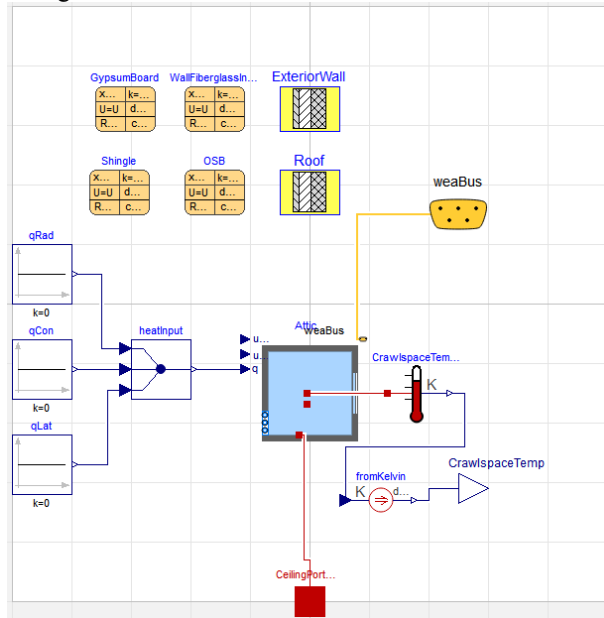 GypsumBoard
WallFiberglassIn...
ExteriorWall
x... k=...
U=U d...
R... c...
x... k=...
U=U d...
R... c...
Shingle
OSB
Roof
x... k=...
U=U d...
R... c...
x... k=...
U=U d...
R... c...
weaBus
qRad
k=0
qCon
k=0
qLat
k=0
heatInput
u...
u...
q
Attic
weaBus
CrawlspaceTem...
K
fromKelvin
K
d...
CrawlspaceTemp
CeilingPort...